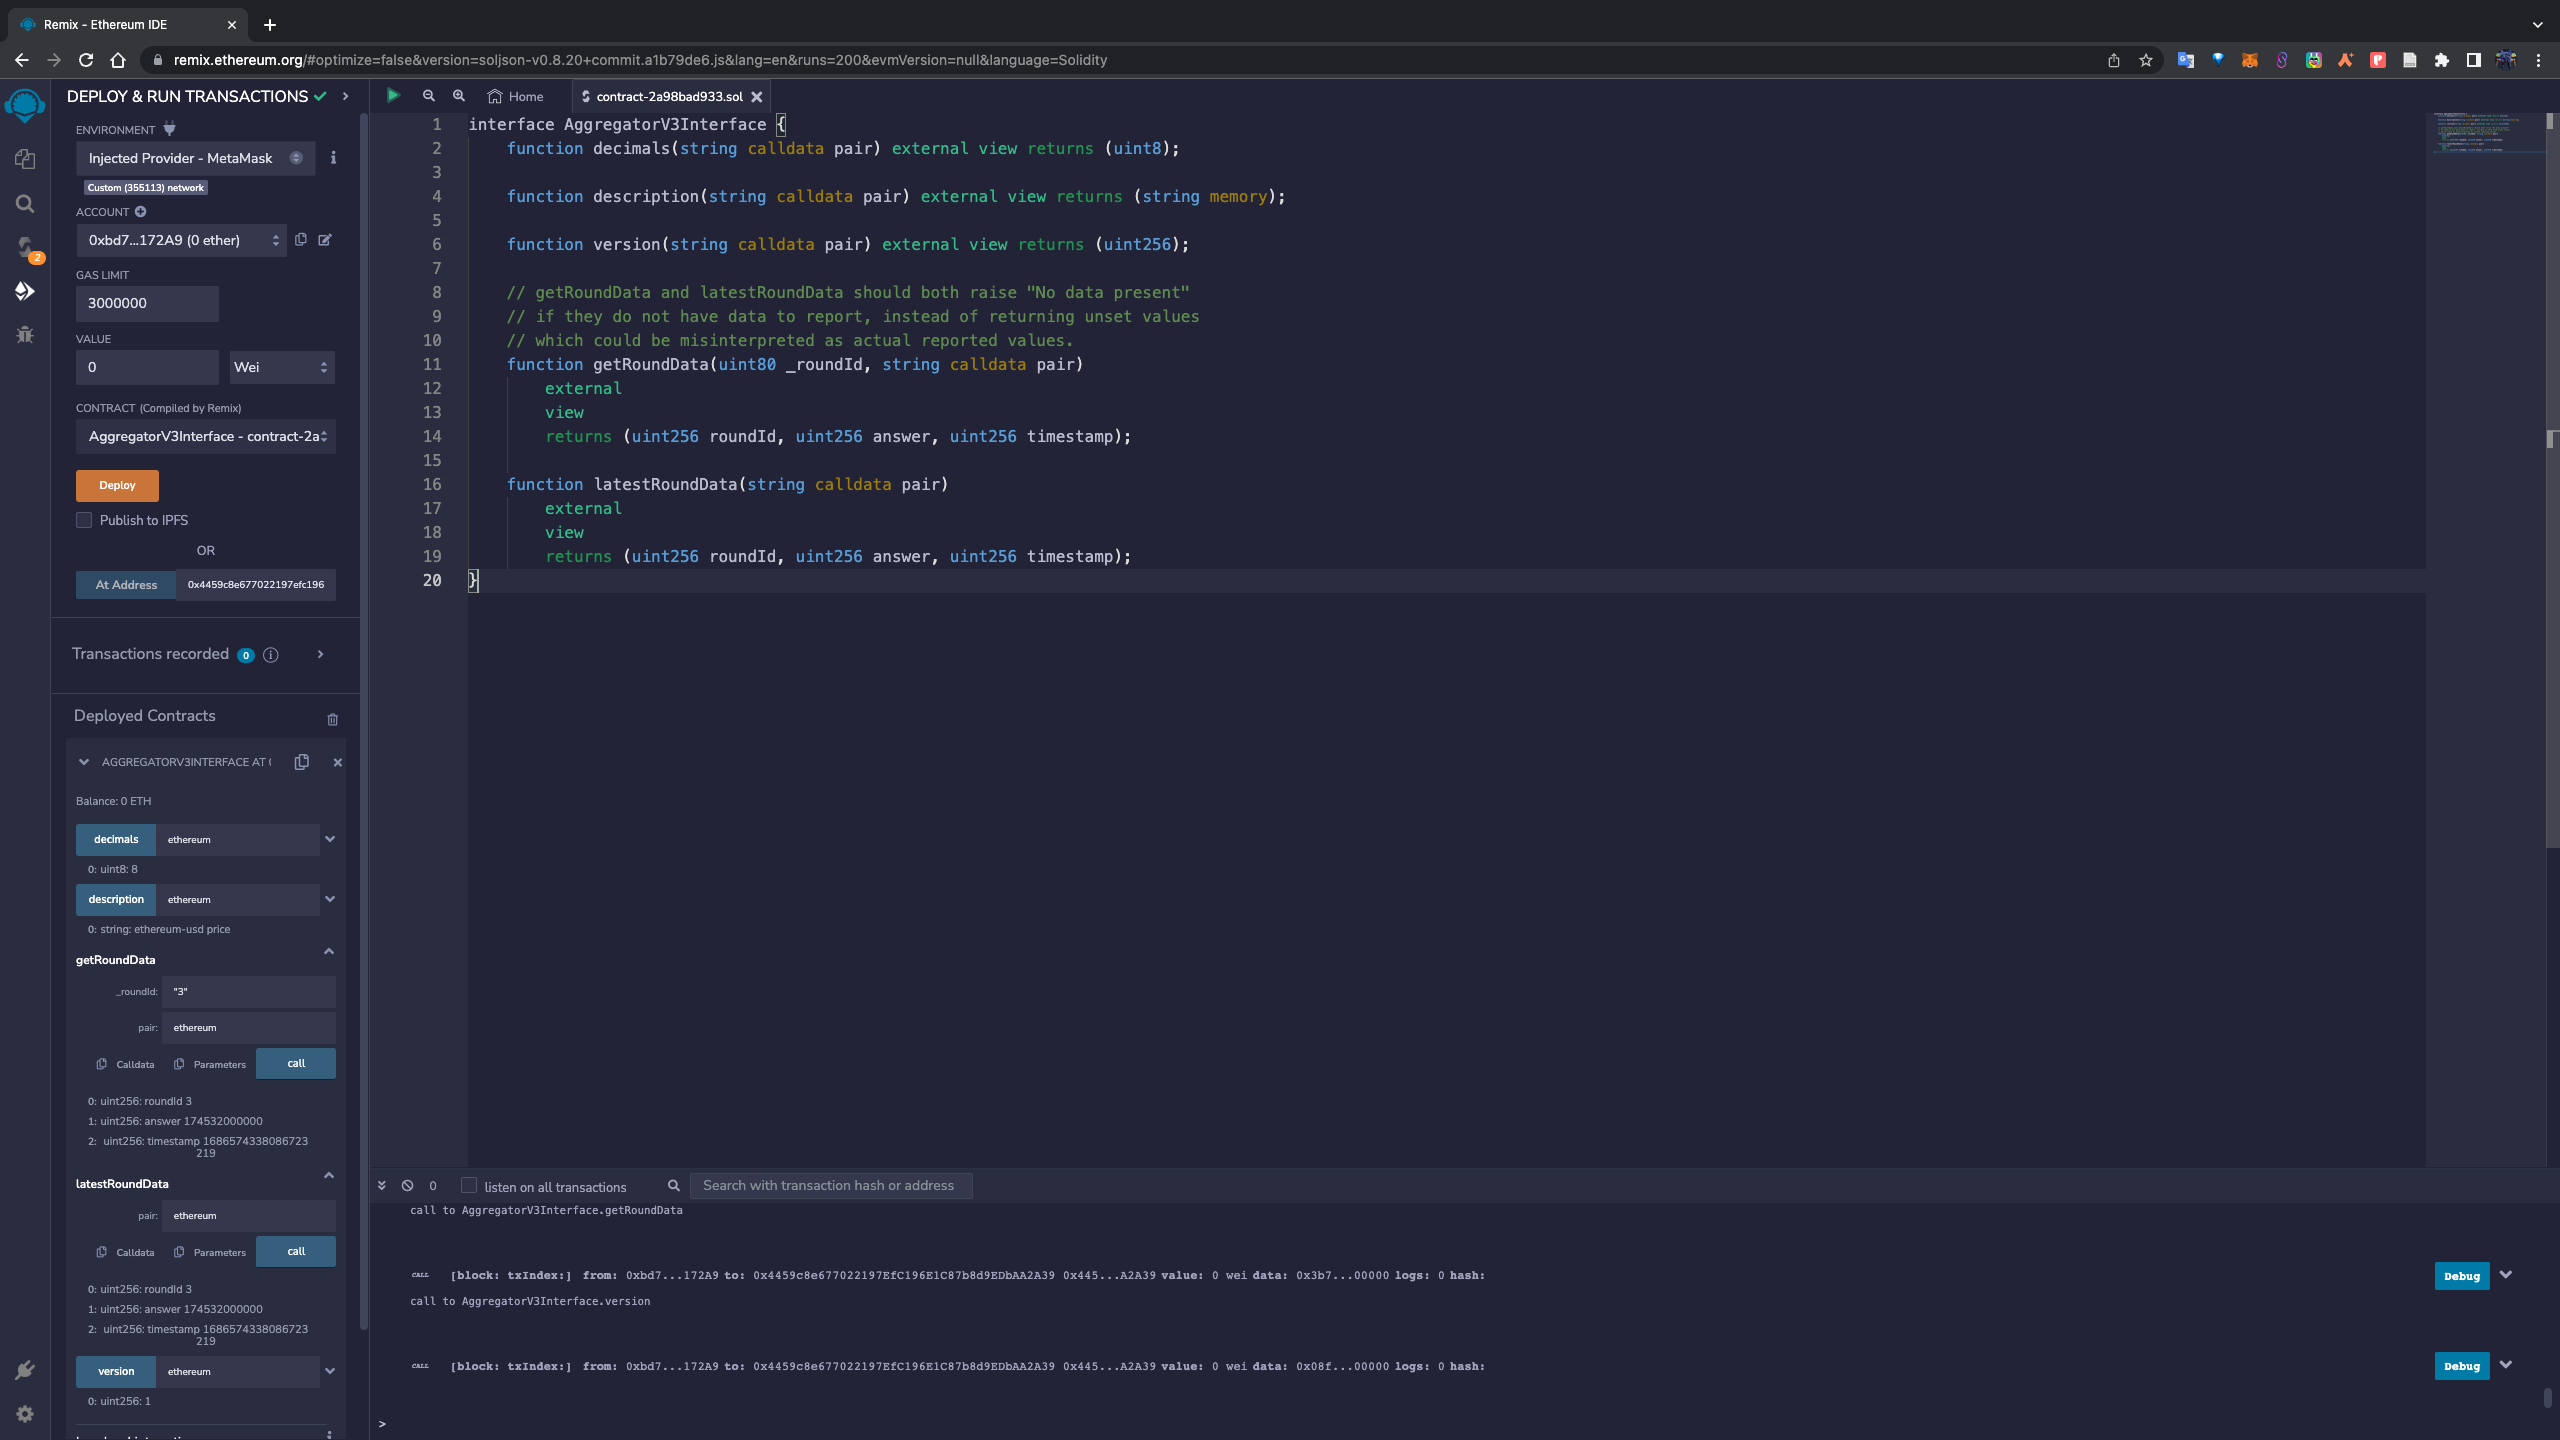 Remix - Ethereum IDE
remix.ethereum.org/#optimize=false&version=soljson-v0.8.20+commit.a1b79de6.js&lang=en&runs=200&evmVersion=null&language=Solidity
DEPLOY & RUN TRANSACTIONS
ENVIRONMENT
Injected Provider - MetaMask
Custom (355113) network
ACCOUNT
0xbd7...172A9 (0 ether)
2
GAS LIMIT
3000000
VALUE
0
Wei
CONTRACT (Compiled by Remix)
AggregatorV3Interface - contract-2a
Deploy
Publish to IPFS
OR
At Address
0x4459c8e677022197efc196
Transactions recorded 0
Deployed Contracts
AGGREGATORV3INTERFACE AT
Balance: 0 ETH
decimals
ethereum
0: uint8: 8
description
ethereum
0: string: ethereum-usd price
getRoundData
_roundId:
"3"
pair:
ethereum
Calldata
Parameters
call
0: uint256: roundId 3
1: uint256: answer 174532000000
2: uint256: timestamp 1686574338086723
219
latestRoundData
pair:
ethereum
Calldata
Parameters
call
0: uint256: roundId 3
1: uint256: answer 174532000000
2: uint256: timestamp 1686574338086723
219
version
ethereum
0: uint256: 1
Home
contract-2a98bad933.sol
1 interface AggregatorV3Interface {
2 function decimals(string calldata pair) external view returns (uint8);
3
4 function description(string calldata pair) external view returns (string memory);
5
6 function version(string calldata pair) external view returns (uint256);
7
8 // getRoundData and latestRoundData should both raise "No data present"
9 // if they do not have data to report, instead of returning unset values
10 // which could be misinterpreted as actual reported values.
11 function getRoundData(uint80 _roundId, string calldata pair)
12 external
13 view
14 returns (uint256 roundId, uint256 answer, uint256 timestamp);
15
16 function latestRoundData(string calldata pair)
17 external
18 view
19 returns (uint256 roundId, uint256 answer, uint256 timestamp);
20 }
0
listen on all transactions
Search with transaction hash or address
call to AggregatorV3Interface.getRoundData
CALL [block: txIndex:] from: 0xbd7...172A9 to: 0x4459c8e677022197EfC196E1C87b8d9EDbAA2A39 0x445...A2A39 value: 0 wei data: 0x3b7...00000 logs: 0 hash:
Debug
call to AggregatorV3Interface.version
CALL [block: txIndex:] from: 0xbd7...172A9 to: 0x4459c8e677022197EfC196E1C87b8d9EDbAA2A39 0x445...A2A39 value: 0 wei data: 0x08f...00000 logs: 0 hash:
Debug
>